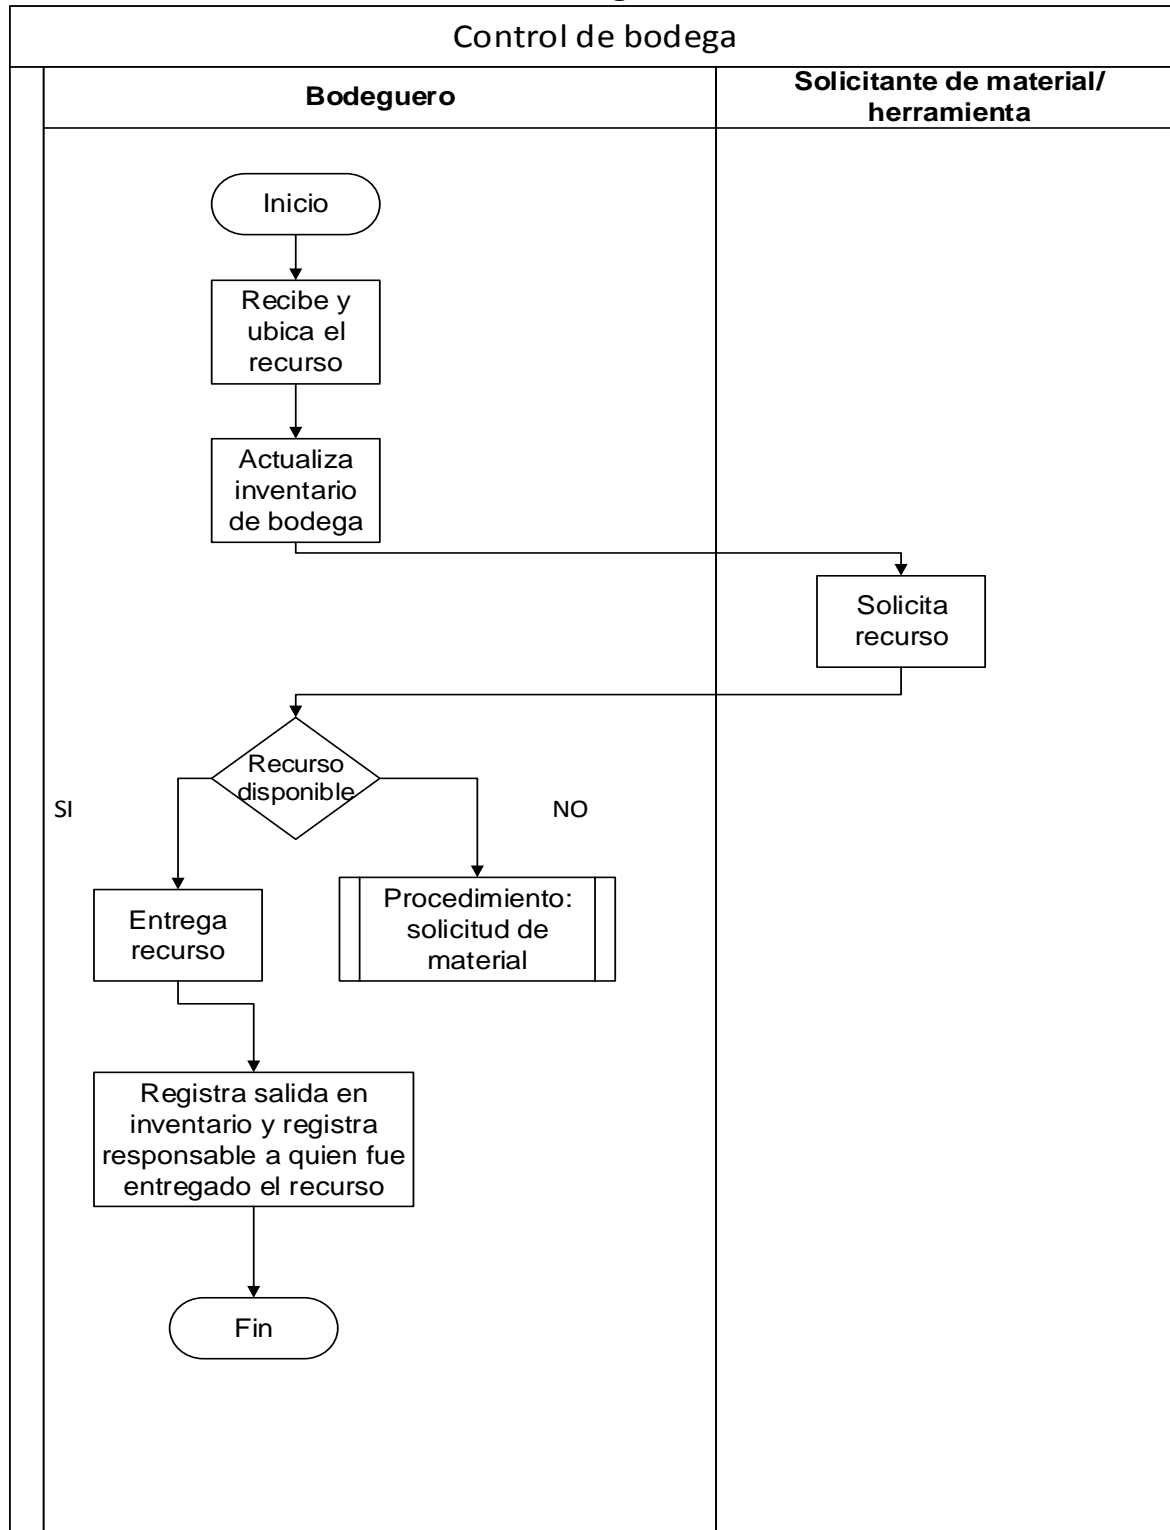 Control de bodega
Bodeguero
Solicitante de material/
herramienta
Inicio
Recibe y
ubica el
recurso
Actualiza
inventario
de bodega
Solicita
recurso
Recurso
disponible
SI
NO
Entrega
recurso
Procedimiento:
solicitud de
material
Registra salida en
inventario y registra
responsable a quien fue
entregado el recurso
Fin